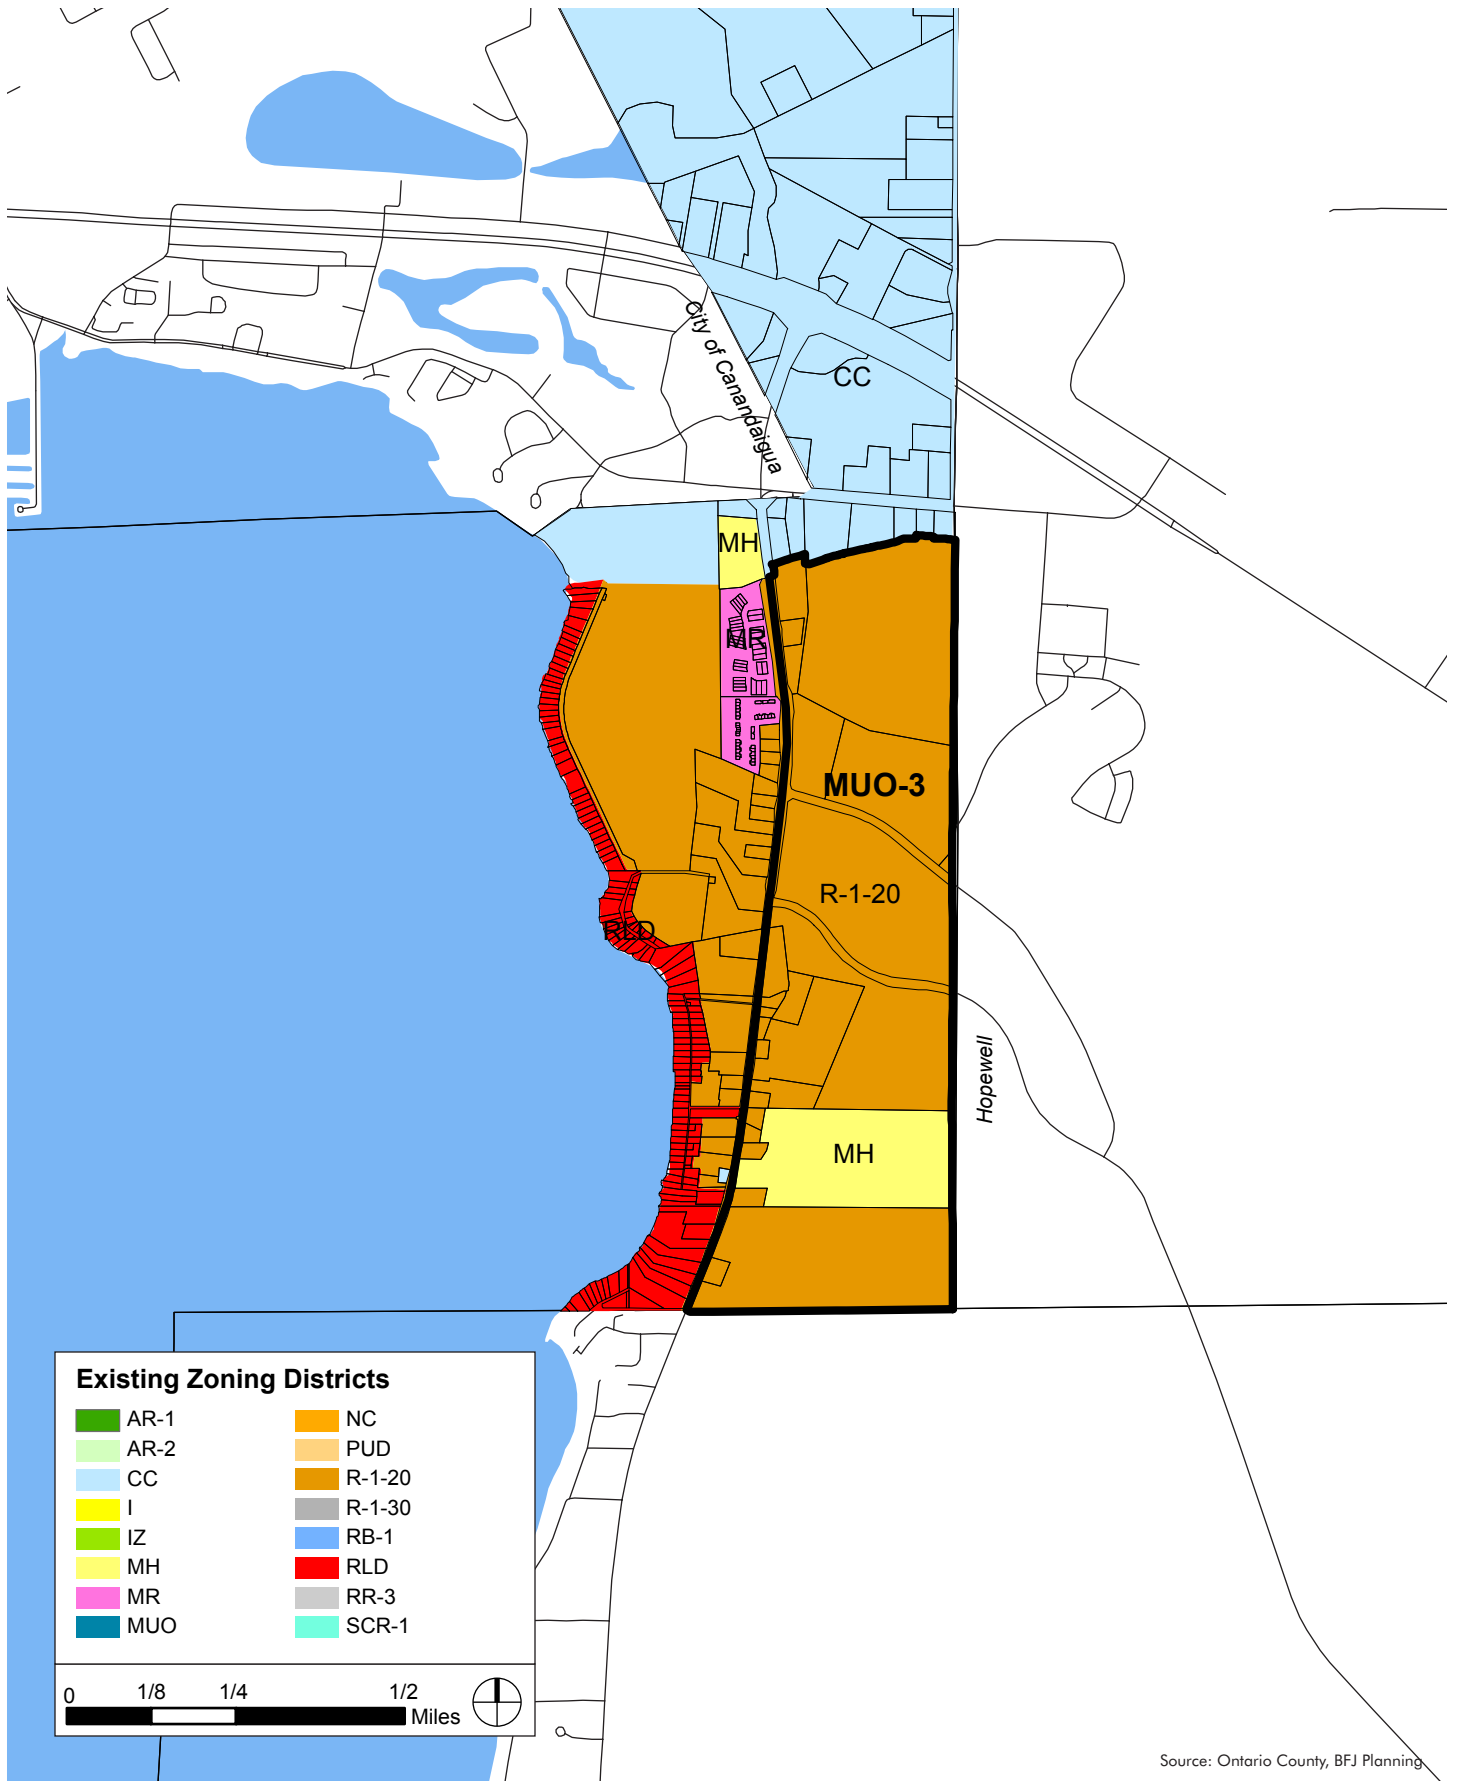 City of Canandaigua
CC
MH
MR
MUO-3
R-1-20
RLD
Hopewell
MH
Existing Zoning Districts
AR-1
AR-2
CC
I
IZ
MH
MR
MUO
NC
PUD
R-1-20
R-1-30
RB-1
RLD
RR-3
SCR-1
0 1/8 1/4 1/2
Miles
Source: Ontario County, BFJ Planning